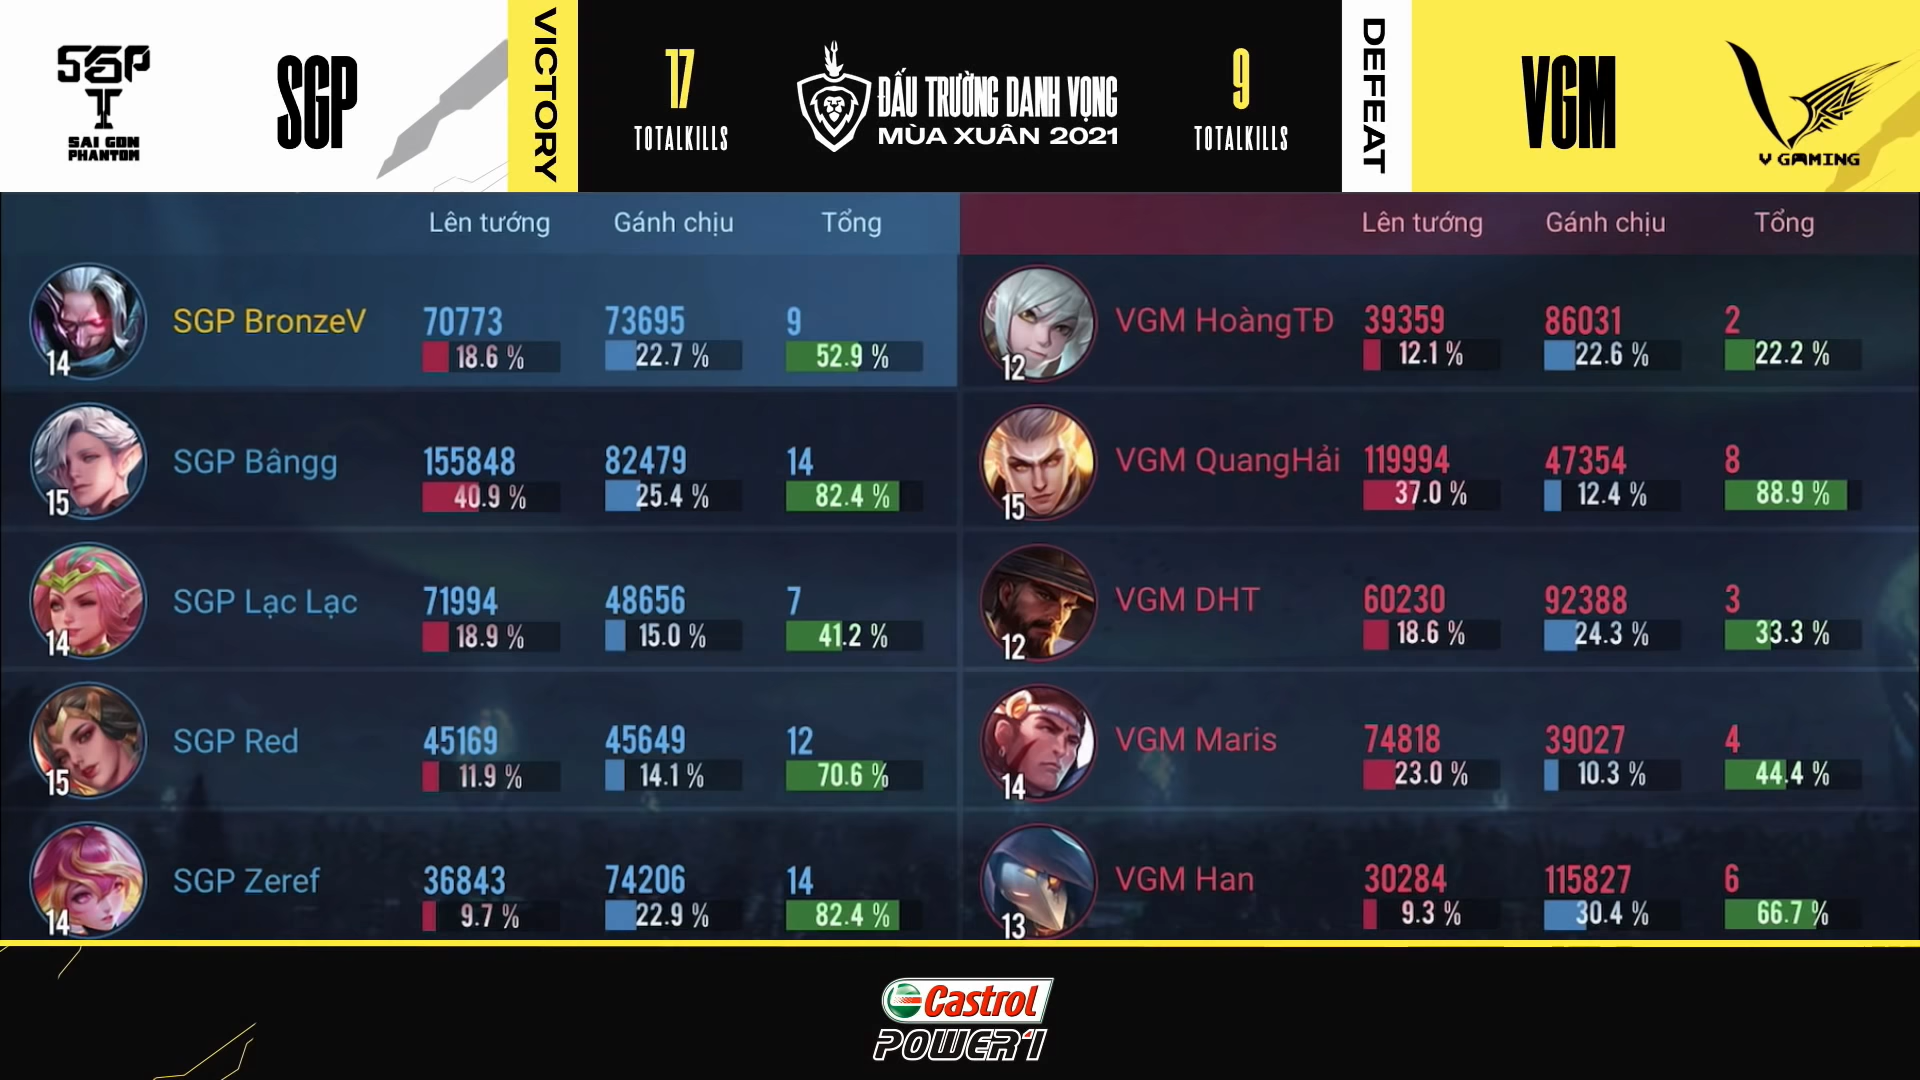 SGP
SAI GON
PHANTOM
SGP
VICTORY
17
TOTALKILLS
ĐẤU TRƯỜNG DANH VỌNG
MÙA XUÂN 2021
9
TOTALKILLS
DEFEAT
VGM
V GAMING
Lên tướng Gánh chịu Tổng
Lên tướng Gánh chịu Tổng
14 SGP BronzeV 70773 73695 9
18.6 % 22.7 % 52.9 %
12 VGM HoàngTĐ 39359 86031 2
12.1 % 22.6 % 22.2 %
15 SGP Bângg 155848 82479 14
40.9 % 25.4 % 82.4 %
15 VGM QuangHải 119994 47354 8
37.0 % 12.4 % 88.9 %
14 SGP Lạc Lạc 71994 48656 7
18.9 % 15.0 % 41.2 %
12 VGM DHT 60230 92388 3
18.6 % 24.3 % 33.3 %
15 SGP Red 45169 45649 12
11.9 % 14.1 % 70.6 %
14 VGM Maris 74818 39027 4
23.0 % 10.3 % 44.4 %
14 SGP Zeref 36843 74206 14
9.7 % 22.9 % 82.4 %
13 VGM Han 30284 115827 6
9.3 % 30.4 % 66.7 %
Castrol
POWER1